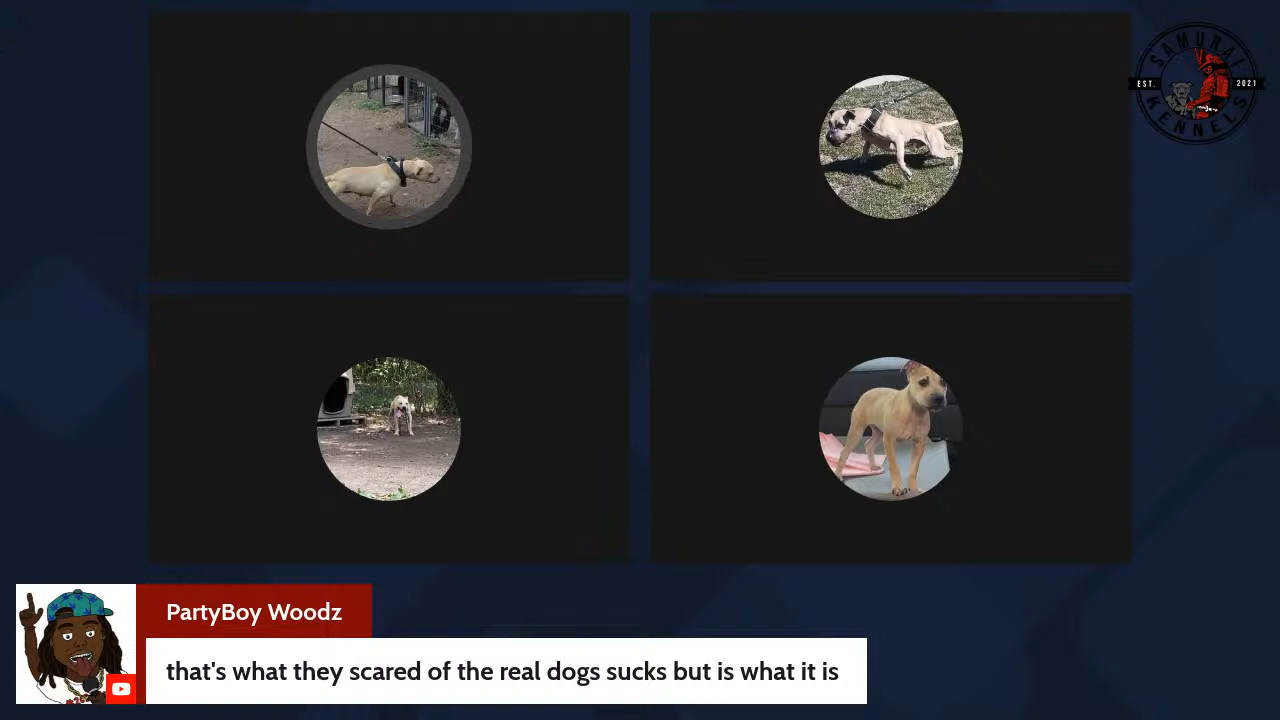 SAMURAI
EST. 2021
KENNELS
PartyBoy Woodz
that's what they scared of the real dogs sucks but is what it is